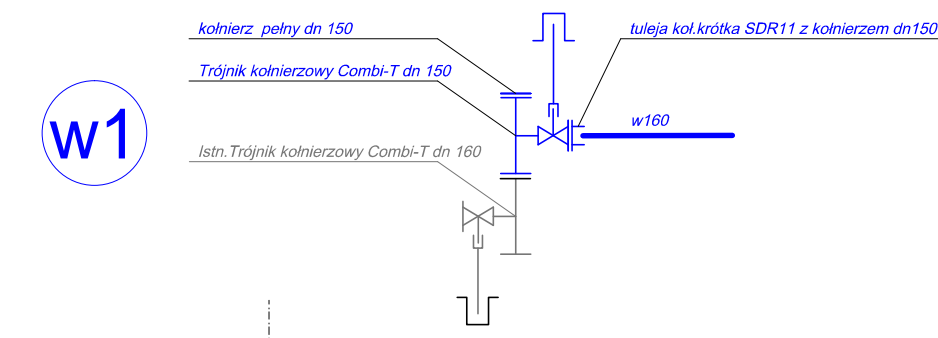 kołnierz pełny dn 150
tuleja koł.krótka SDR11 z kołnierzem dn150
Trójnik kołnierzowy Combi-T dn 150
w1
w160
Istn.Trójnik kołnierzowy Combi-T dn 160